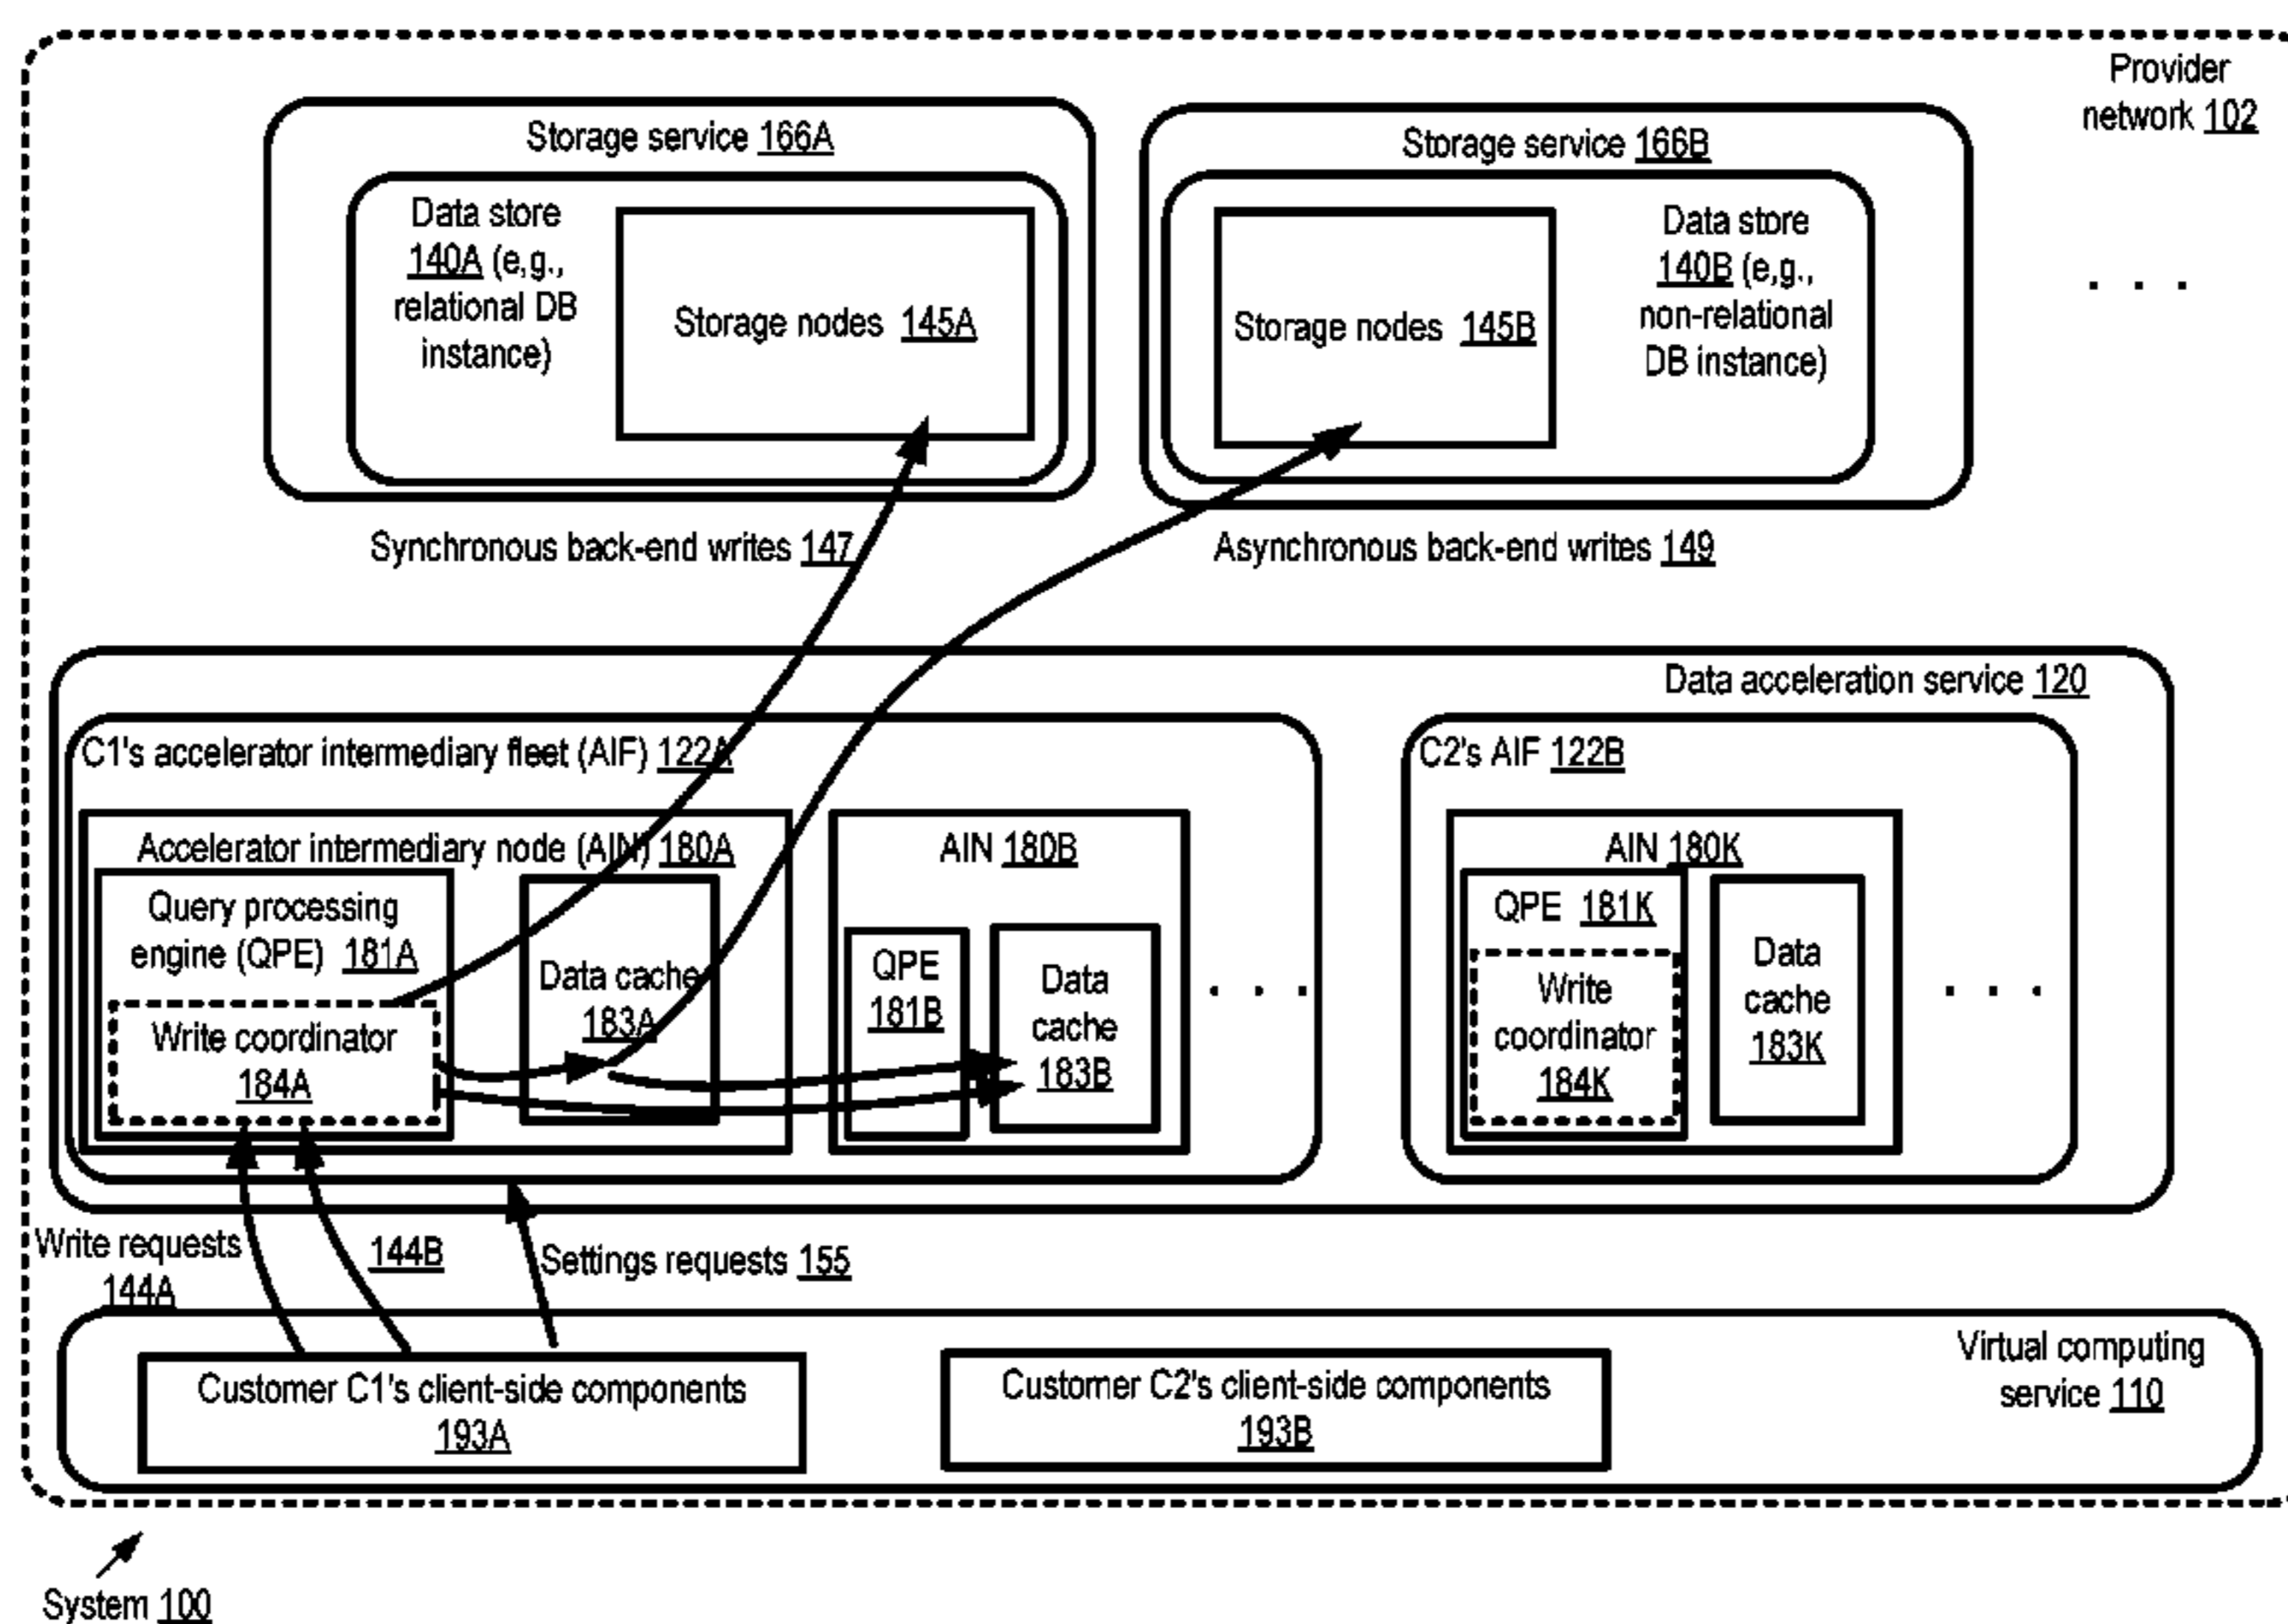 Provider
network 102
Storage service 166A
Data store
140A (e,g.,
relational DB
instance)
Storage nodes 145A
Storage service 166B
Storage nodes 145B
Data store
140B (e,g.,
non-relational
DB instance)
. . .
Synchronous back-end writes 147
Asynchronous back-end writes 149
Data acceleration service 120
C1's accelerator intermediary fleet (AIF) 122A
Accelerator intermediary node (AIN) 180A
Query processing
engine (QPE) 181A
Write coordinator
184A
Data cache
183A
AIN 180B
QPE
181B
Data
cache
183B
. . .
C2's AIF 122B
AIN 180K
QPE 181K
Write
coordinator
184K
Data
cache
183K
. . .
Write requests
144A
144B
Settings requests 155
Virtual computing
service 110
Customer C1's client-side components
193A
Customer C2's client-side components
193B
System 100